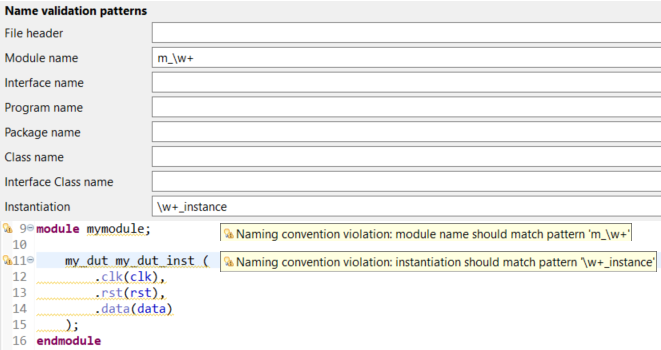 Name validation patterns
File header
Module name m_\w+
Interface name
Program name
Package name
Class name
Interface Class name
Instantiation \w+_instance
9 module mymodule; Naming convention violation: module name should match pattern 'm_\w+'
10
11 my_dut my_dut_inst ( Naming convention violation: instantiation should match pattern '\w+_instance'
12 .clk(clk),
13 .rst(rst),
14 .data(data)
15 );
16 endmodule